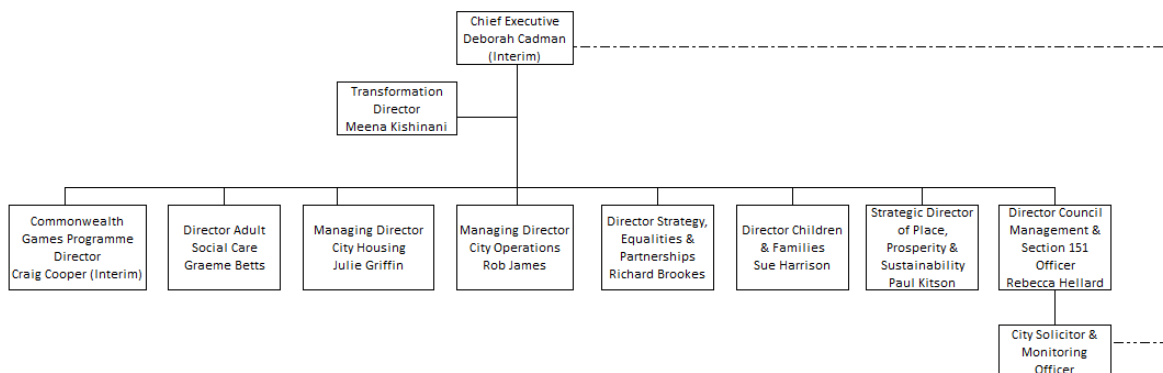 Chief Executive
Deborah Cadman
(Interim)
Transformation
Director
Meena Kishinani
Commonwealth
Games Programme
Director
Craig Cooper (Interim)
Director Adult
Social Care
Graeme Betts
Managing Director
City Housing
Julie Griffin
Managing Director
City Operations
Rob James
Director Strategy,
Equalities &
Partnerships
Richard Brookes
Director Children
& Families
Sue Harrison
Strategic Director
of Place,
Prosperity &
Sustainability
Paul Kitson
Director Council
Management &
Section 151
Officer
Rebecca Hellard
City Solicitor &
Monitoring
Officer